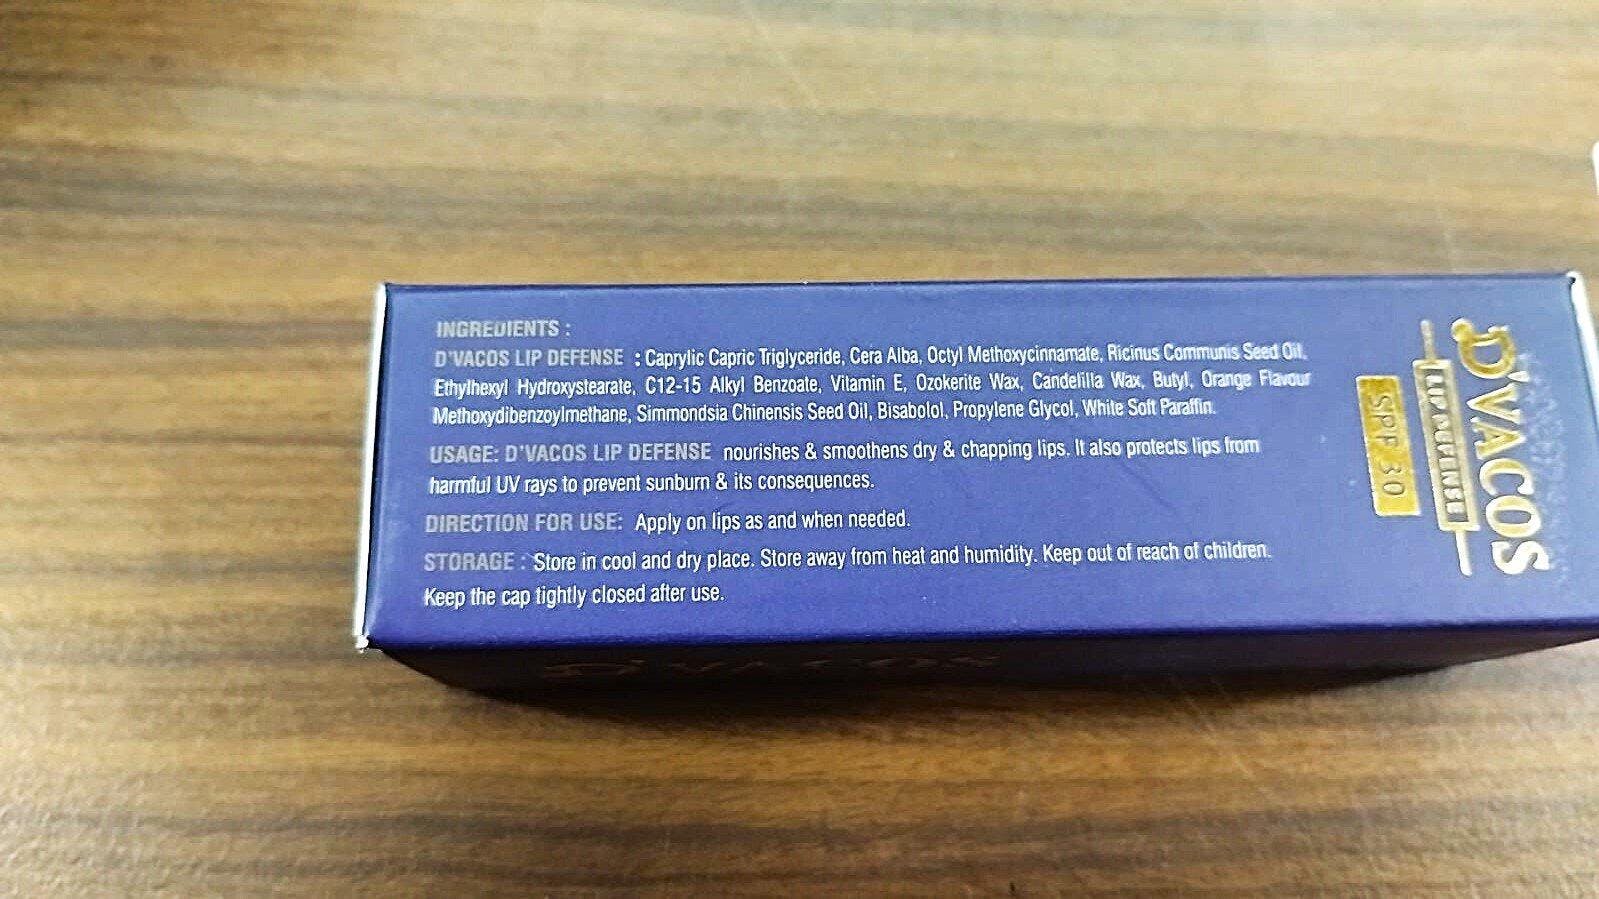 INGREDIENTS :
D'VACOS LIP DEFENSE : Caprylic Capric Triglyceride, Cera Alba, Octyl Methoxycinnamate, Ricinus Communis Seed Oil,
Ethylhexyl Hydroxystearate, C12-15 Alkyl Benzoate, Vitamin E, Ozokerite Wax, Candelilla Wax, Butyl, Orange Flavour
Methoxydibenzoylmethane, Simmondsia Chinensis Seed Oil, Bisabolol, Propylene Glycol, White Soft Paraffin.
USAGE: D'VACOS LIP DEFENSE nourishes & smoothens dry & chapping lips. It also protects lips from
harmful UV rays to prevent sunburn & its consequences.
DIRECTION FOR USE: Apply on lips as and when needed.
STORAGE : Store in cool and dry place. Store away from heat and humidity. Keep out of reach of children.
Keep the cap tightly closed after use.
D'VACOS
LIP DEFENSE
SPF 30